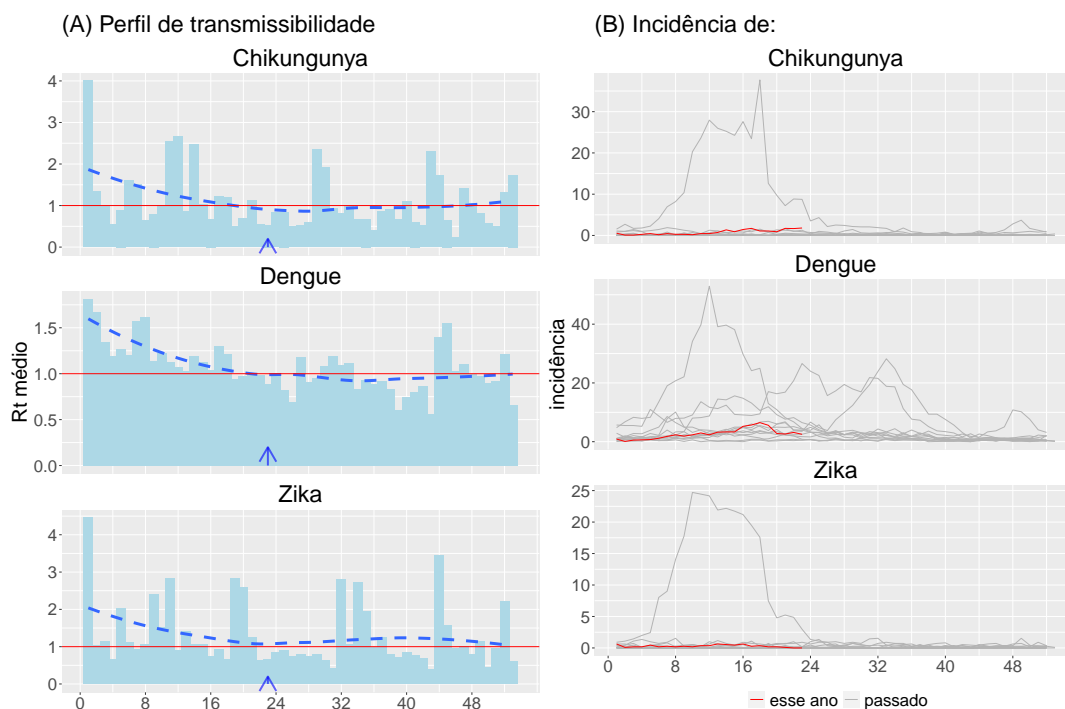 (A) Perfil de transmissibilidade
Chikungunya
4
3
2
1
0
Dengue
1.5
1.0
0.5
0.0
Rt médio
Zika
4
3
2
1
0
0 8 16 24 32 40 48
(B) Incidência de:
Chikungunya
30
20
10
0
Dengue
40
20
0
incidência
Zika
25
20
15
10
5
0
0 8 16 24 32 40 48
esse ano passado